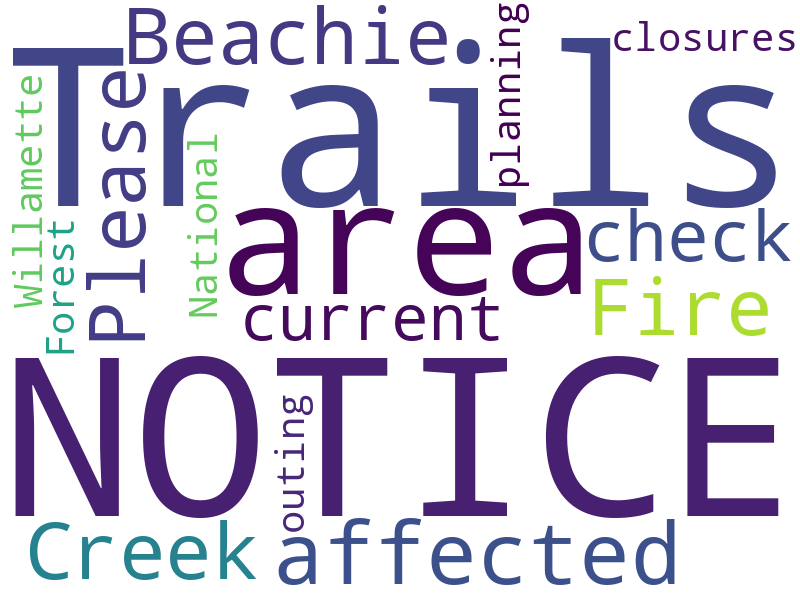 Beachie
closures
planning
Trails
Willamette
Please
National
Forest
area
check
current
Fire
NOTICE
outing
Creek
affected